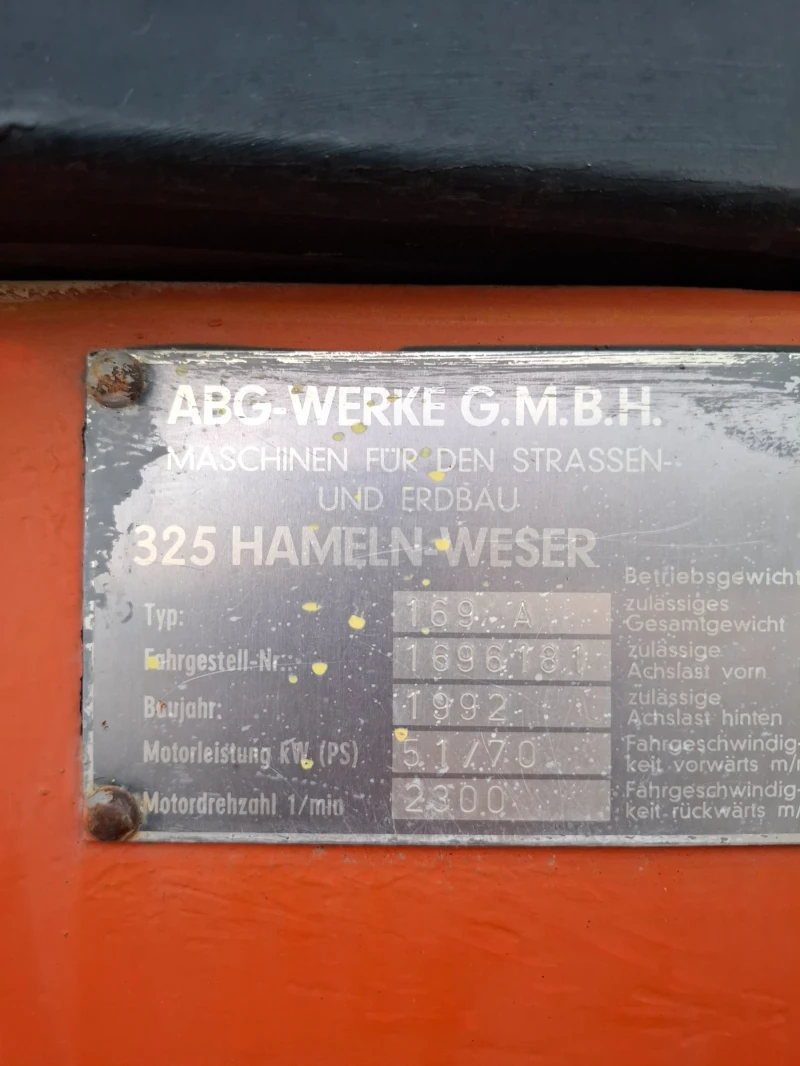 ABG-WERKE G.M.B.H.
MASCHINEN FÜR DEN STRASSEN-
UND ERDBAU
325 HAMELN-WESER
Typ: 169 A
Fahrgestell-Nr.: 1696181
Baujahr: 1992
Motorleistung KW (PS) 51/70
Motordrehzahl 1/min 2300
Betriebsgewicht
zulässiges
Gesamtgewicht
zulässige
Achslast vorn
zulässige
Achslast hinten
Fahrgeschwindig-
keit vorwärts
Fahrgeschwindig-
keit rückwärts